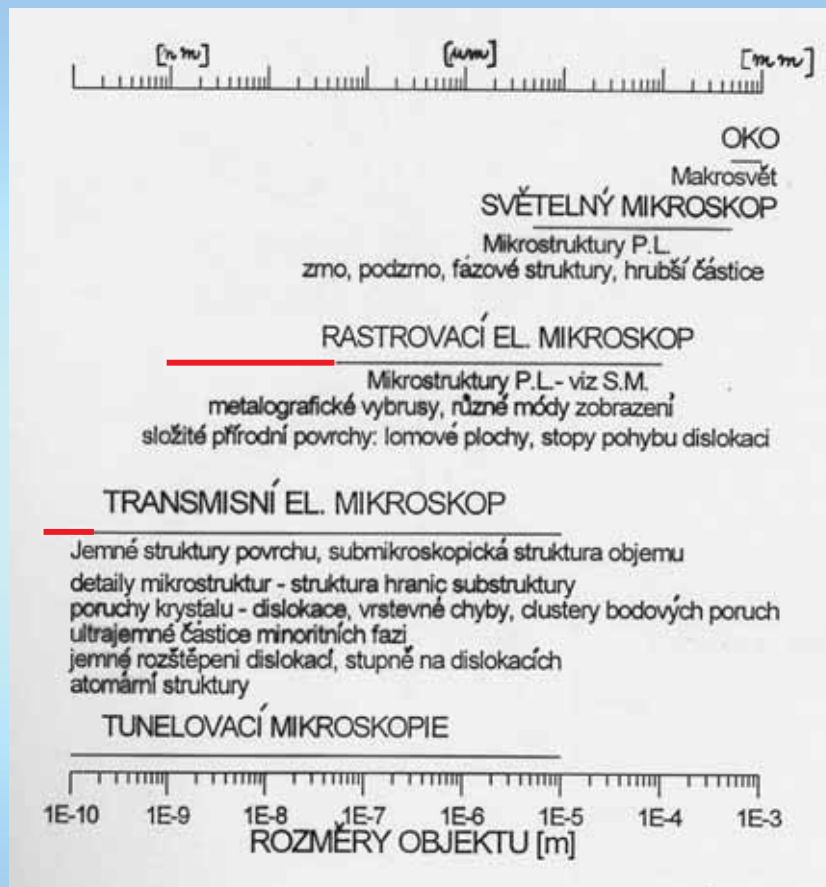 [nm] [μm] [mm]
OKO
Makrosvět
SVĚTELNÝ MIKROSKOP
Mikrostruktury P.L.
zrno, podzrno, fázové struktury, hrubší částice
RASTROVACÍ EL. MIKROSKOP
Mikrostruktury P.L.- viz S.M.
metalografické vybrusy, různé módy zobrazení
složité přírodní povrchy: lomové plochy, stopy pohybu dislokaci
TRANSMISNÍ EL. MIKROSKOP
Jemné struktury povrchu, submikroskopická struktura objemu
detaily mikrostruktur - struktura hranic substruktury
poruchy krystalu - dislokace, vrstevné chyby, clustery bodových poruch
ultrajemné částice minoritních fazi
jemné rozštěpeni dislokací, stupně na dislokacích
atomární struktury
TUNELOVACÍ MIKROSKOPIE
1E-10 1E-9 1E-8 1E-7 1E-6 1E-5 1E-4 1E-3
ROZMĚRY OBJEKTU [m]